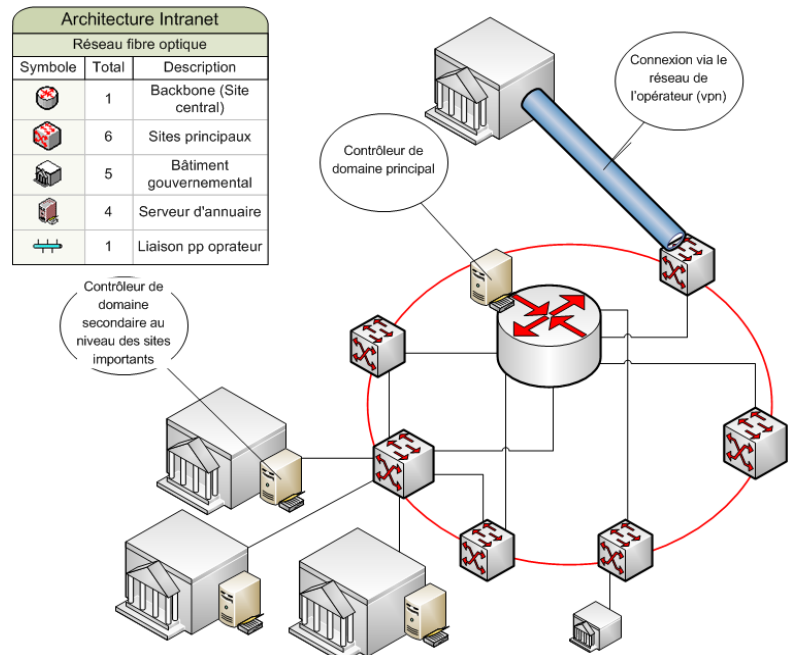 Architecture Intranet
Réseau fibre optique
Symbole Total Description
1 Backbone (Site
central)
6 Sites principaux
5 Bâtiment
gouvernemental
4 Serveur d'annuaire
1 Liaison pp oprateur
Connexion via le
réseau de
l'opérateur (vpn)
Contrôleur de
domaine principal
Contrôleur de
domaine
secondaire au
niveau des sites
importants